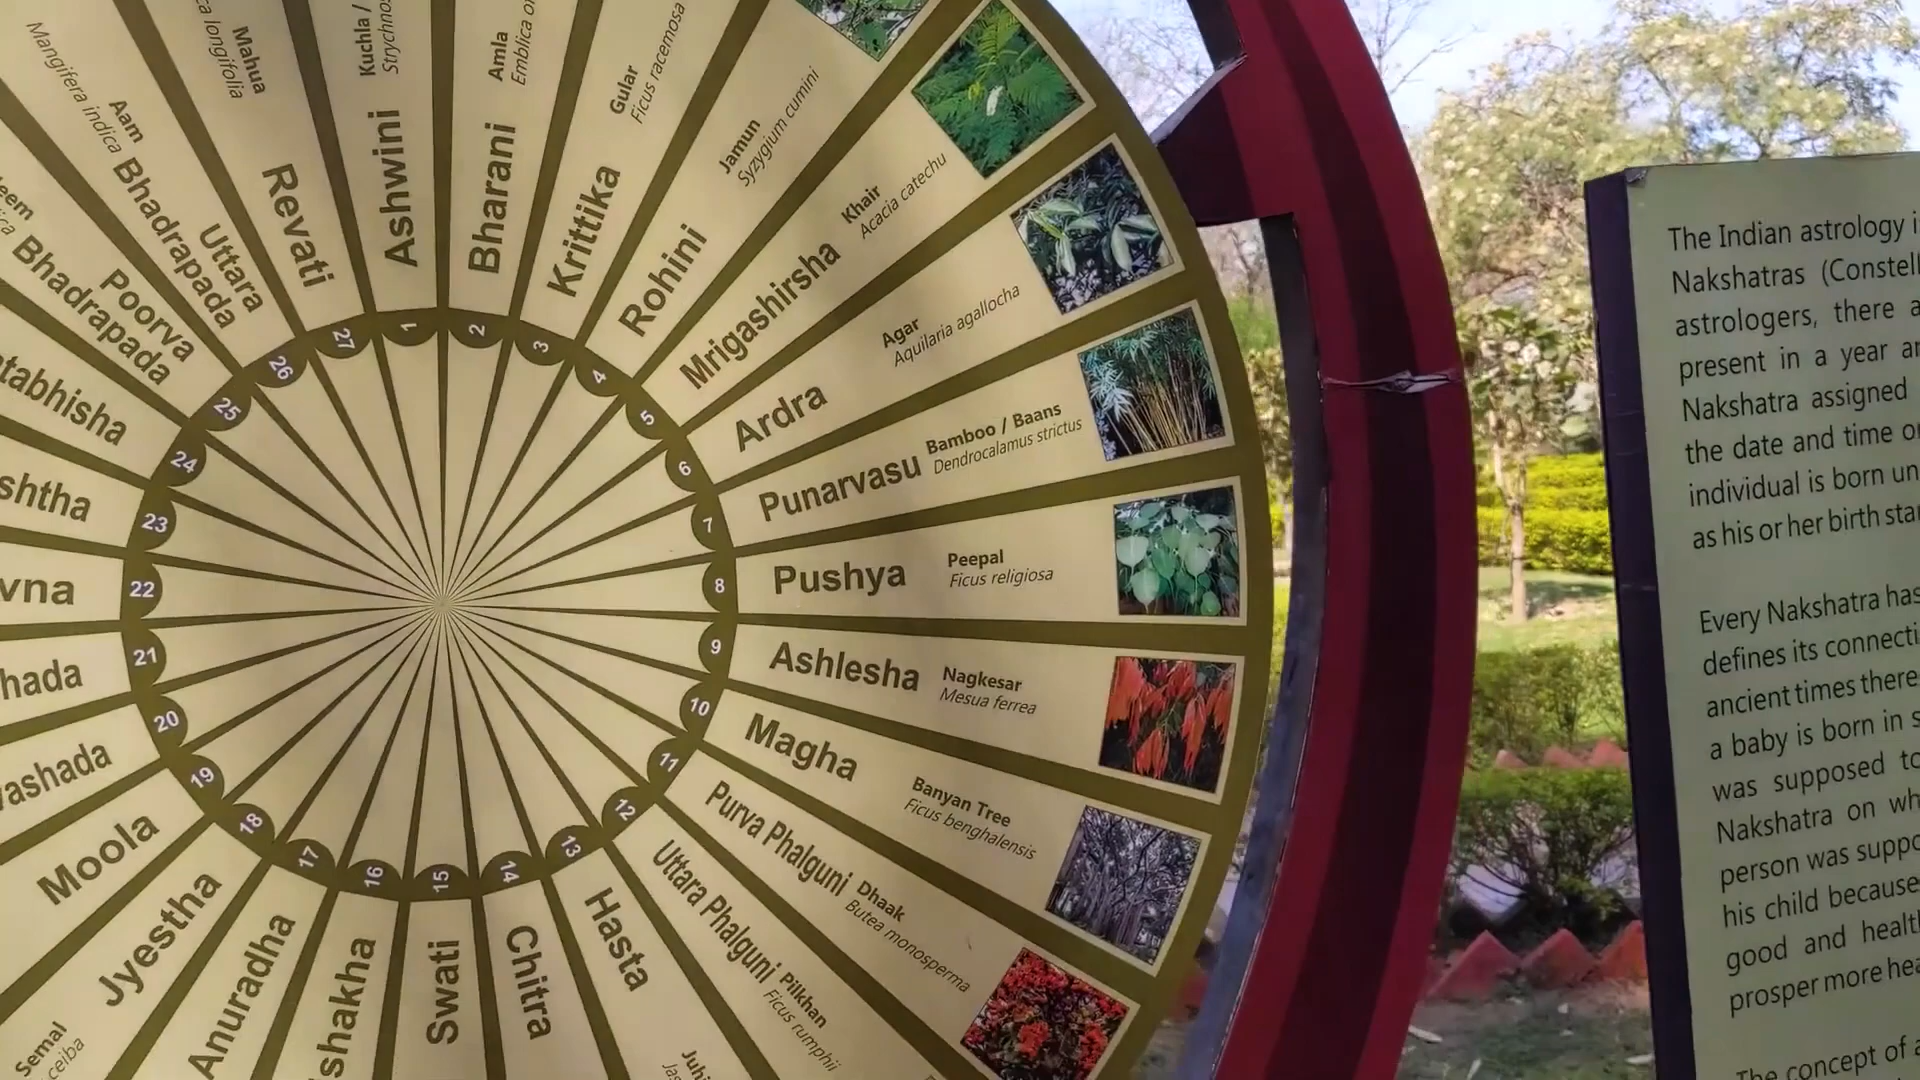 1
Ashwini
Kuchla /
2
Bharani
Amla
3
Krittika
Gular
Ficus racemosa
4
Rohini
Jamun
Syzygium cumini
5
Mrigashirsha
Khair
Acacia catechu
6
Ardra
Agar
Aquilaria agallocha
7
Punarvasu
Bamboo / Baans
Dendrocalamus strictus
8
Pushya
Peepal
Ficus religiosa
9
Ashlesha
Nagkesar
Mesua ferrea
10
Magha
Banyan Tree
Ficus benghalensis
11
Purva Phalguni
Dhaak
Butea monosperma
12
Uttara Phalguni
Pilkhan
Ficus rumphii
13
Hasta
14
Chitra
15
Swati
16
17
Anuradha
18
Jyestha
Semal
ceiba
19
Moola
20
21
22
23
24
25
Poorva
Bhadrapada
26
Uttara
Bhadrapada
Aam
Mangifera indica
27
Revati
Mahua
longifolia
The Indian astrology
Nakshatras (Constell
astrologers, there
present in a year
Nakshatra assigned
the date and time
individual is born
as his or her birth star
Every Nakshatra has
defines its connecti
ancient times there
a baby is born in
was supposed to
Nakshatra on
person was suppo
his child because
good and health
prosper more
The concept of